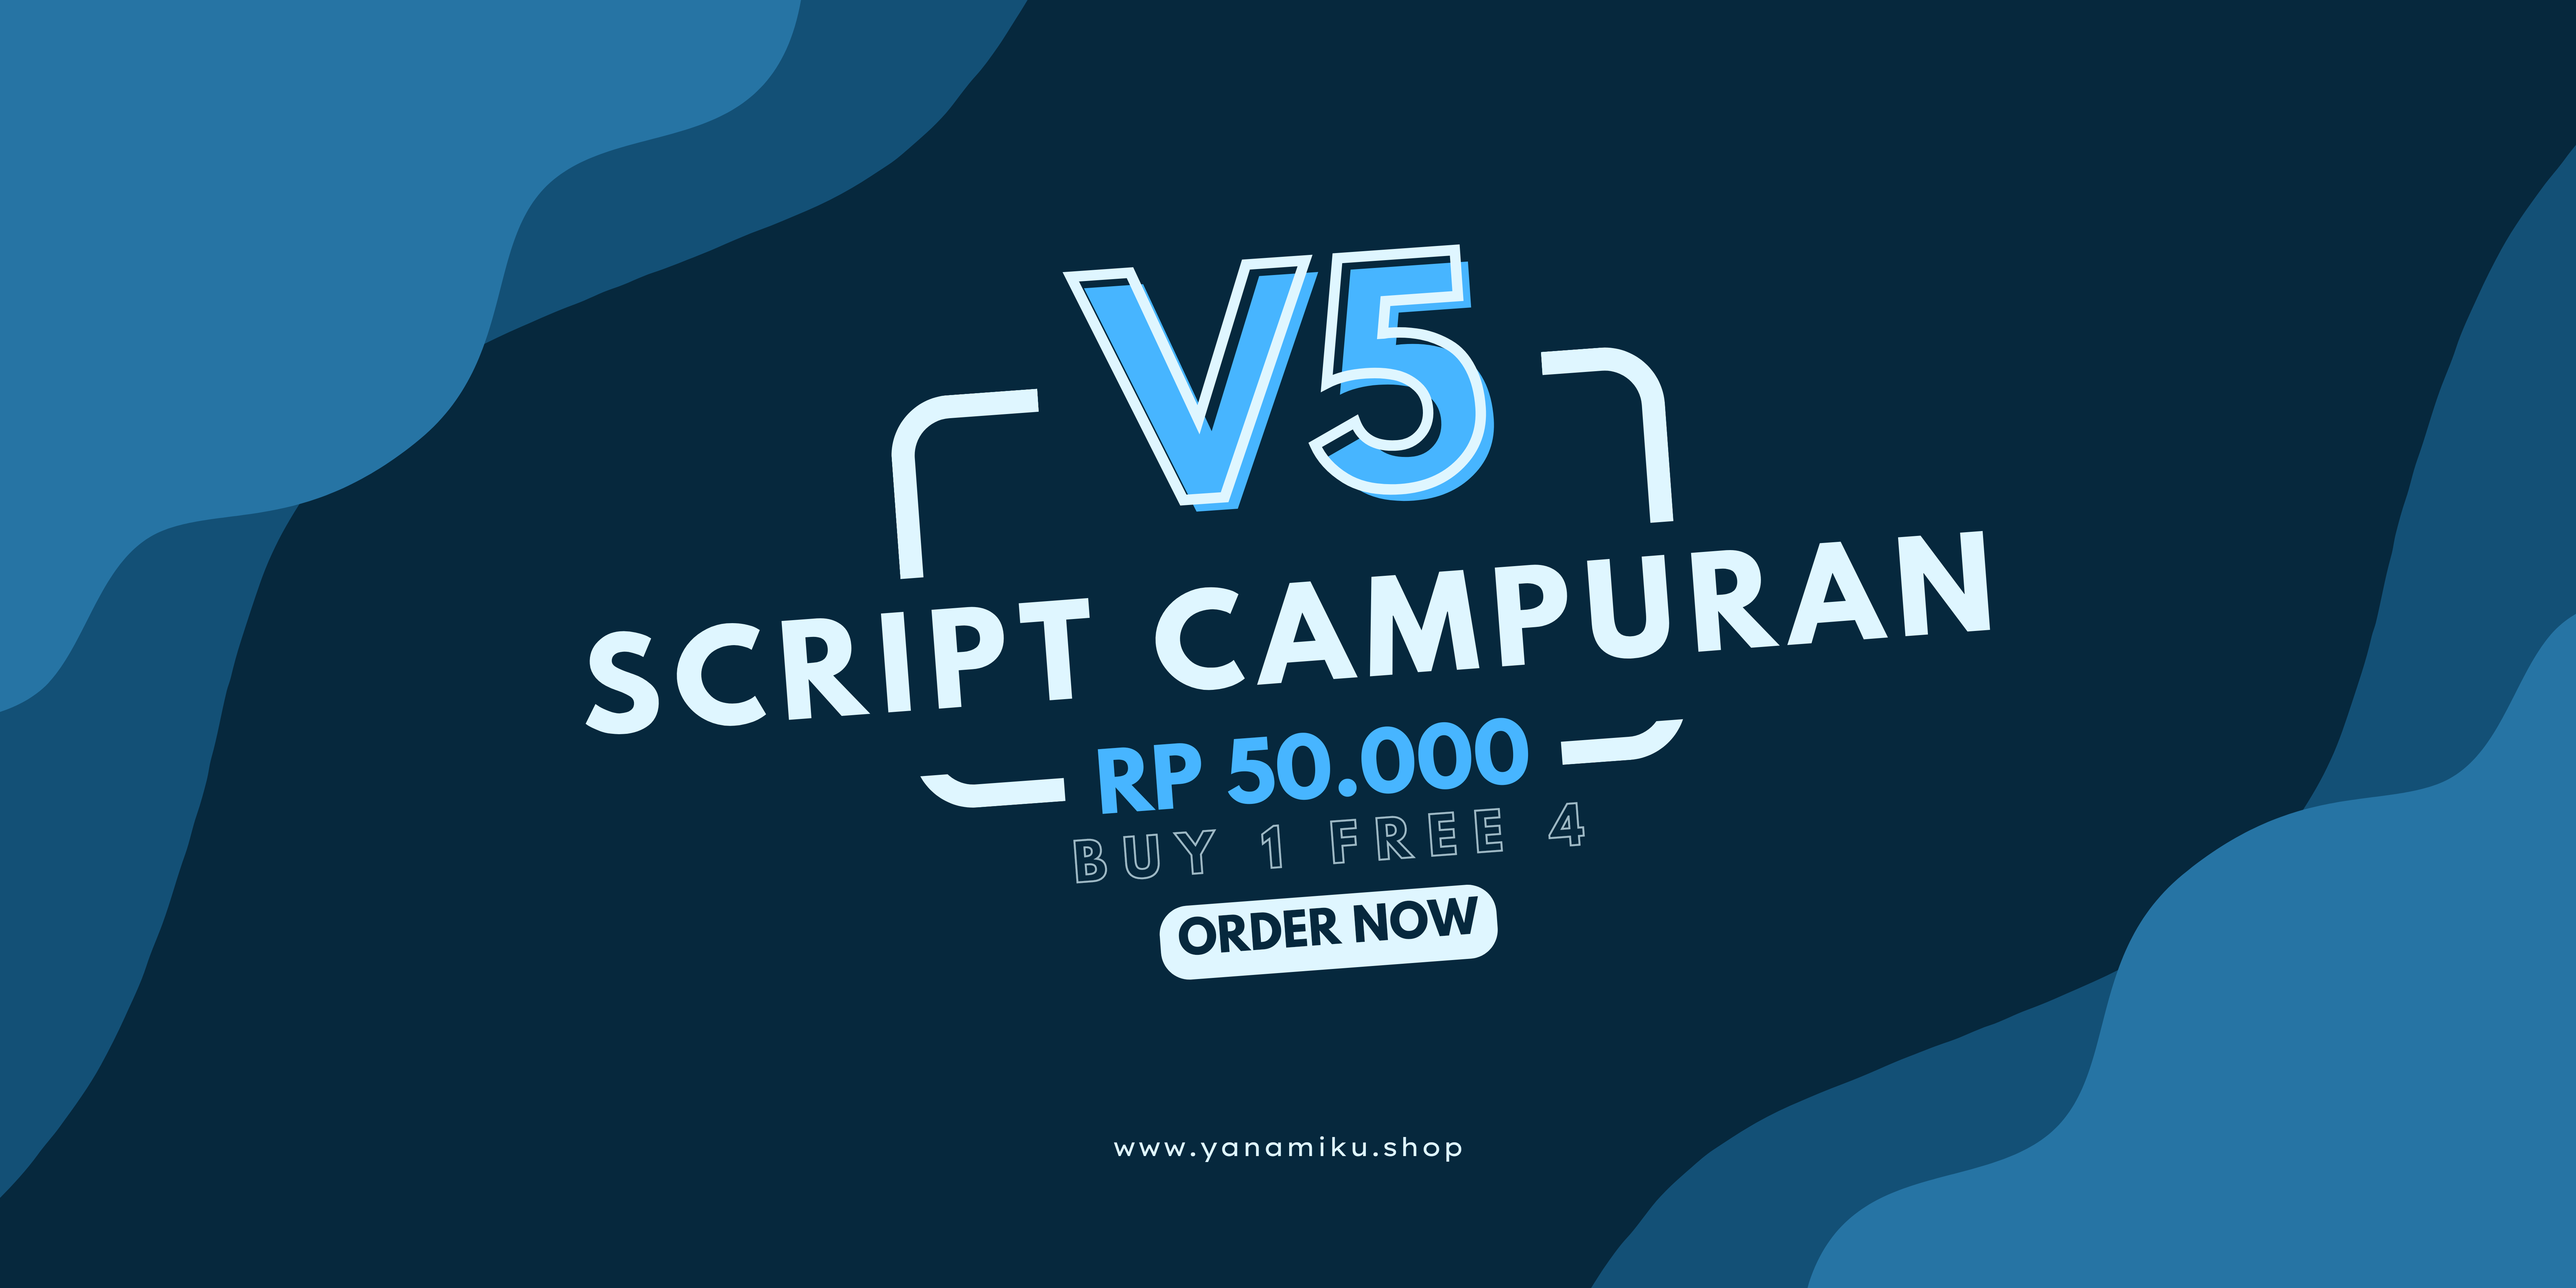 V5
SCRIPT CAMPURAN
RP 50.000
BUY 1 FREE 4
ORDER NOW
www.yanamiku.shop